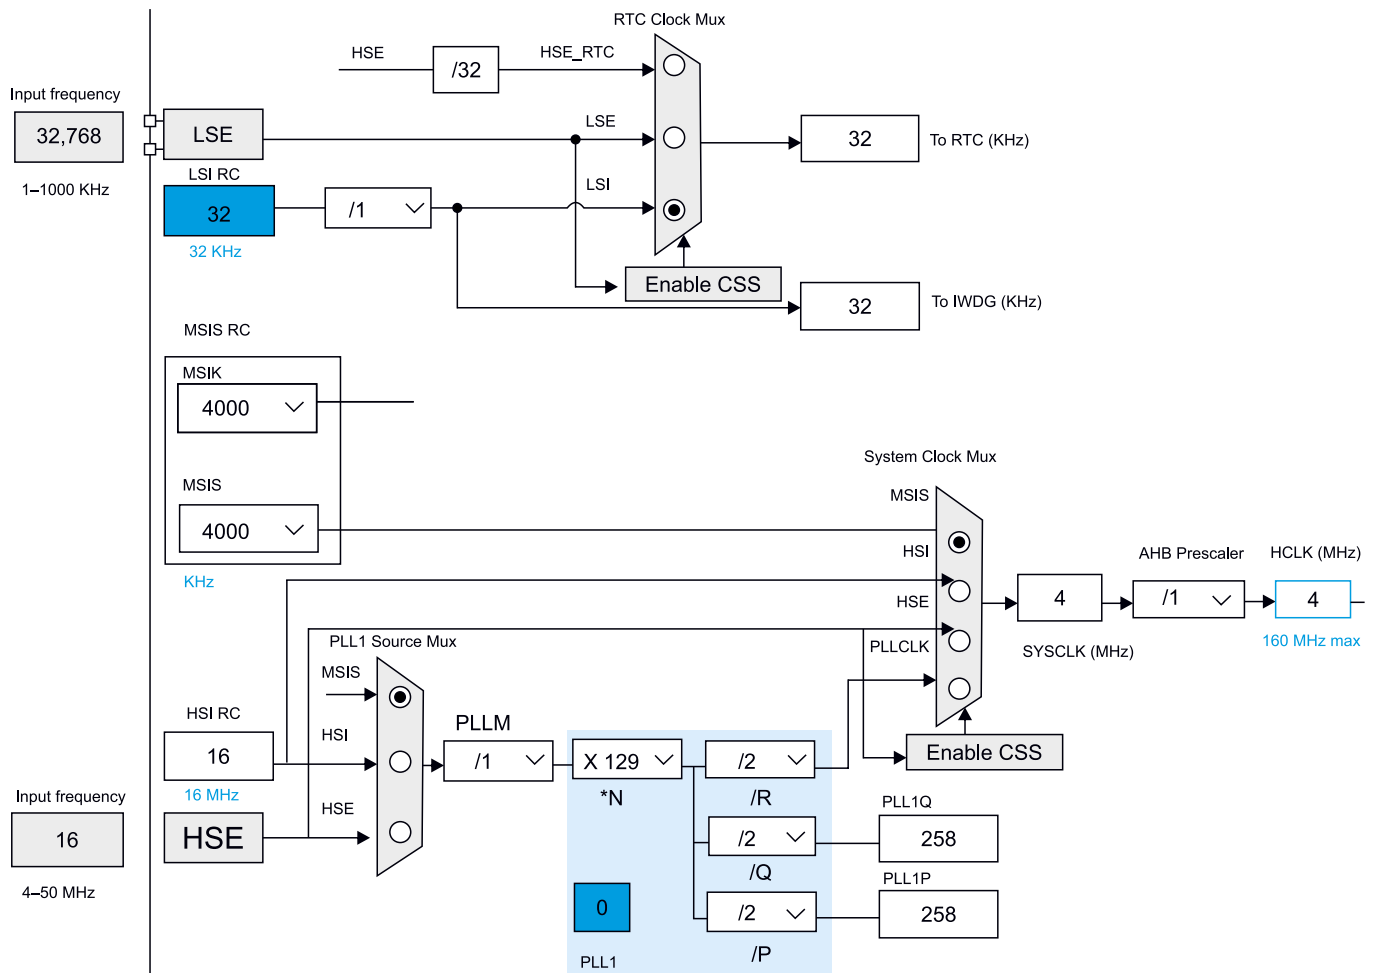 RTC Clock Mux
HSE
/32
HSE_RTC
Input frequency
32,768
1–1000 KHz
LSE
LSE
32
To RTC (KHz)
LSI RC
32
32 KHz
/1
LSI
Enable CSS
32
To IWDG (KHz)
MSIS RC
MSIK
4000
MSIS
4000
KHz
System Clock Mux
MSIS
HSI
HSE
PLLCLK
4
SYSCLK (MHz)
AHB Prescaler
/1
HCLK (MHz)
4
160 MHz max
Enable CSS
PLL1 Source Mux
MSIS
HSI
HSE
HSI RC
16
16 MHz
Input frequency
16
4–50 MHz
HSE
PLLM
/1
X 129
*N
/2
/R
/2
/Q
/2
/P
PLL1Q
258
PLL1P
258
0
PLL1